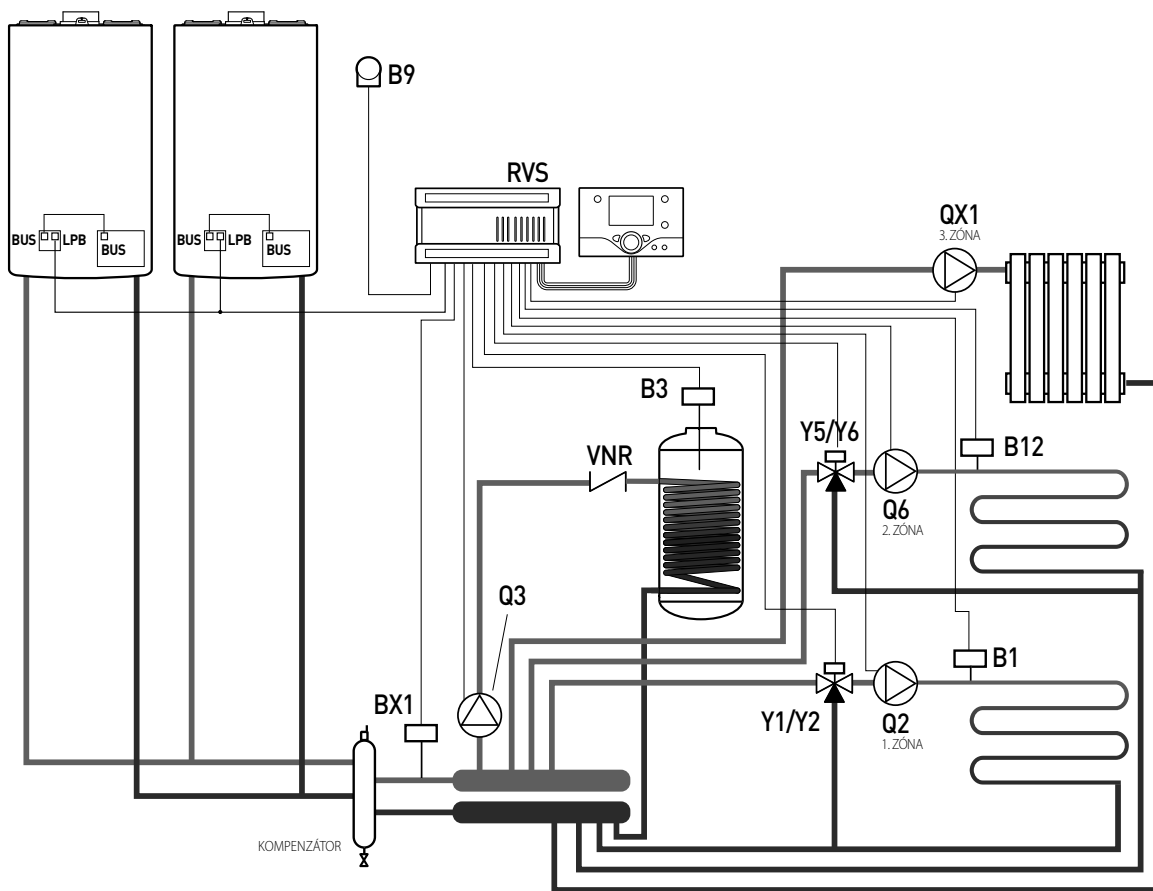 B9
RVS
BUS
LPB
BUS
BUS
LPB
BUS
QX1
3. ZÓNA
B3
Y5/Y6
B12
VNR
Q6
2. ZÓNA
Q3
B1
BX1
Y1/Y2
Q2
1. ZÓNA
KOMPENZÁTOR